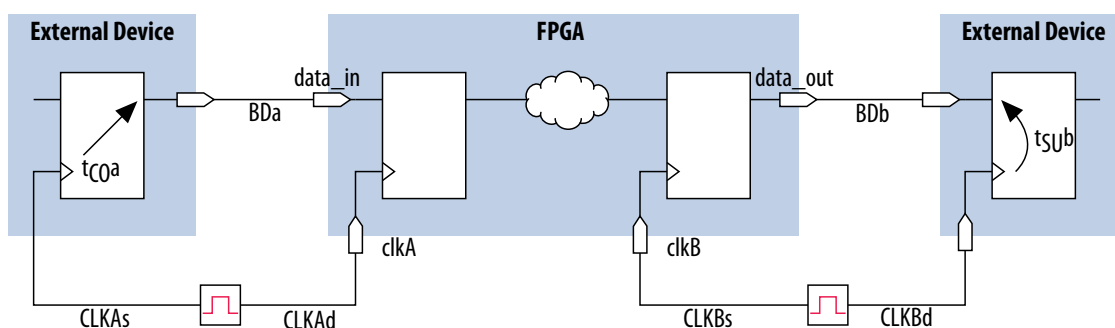 External Device
FPGA
External Device
data_in
data_out
BDa
BDb
tCOa
tSUb
clkA
clkB
CLKAs
CLKAd
CLKBs
CLKBd